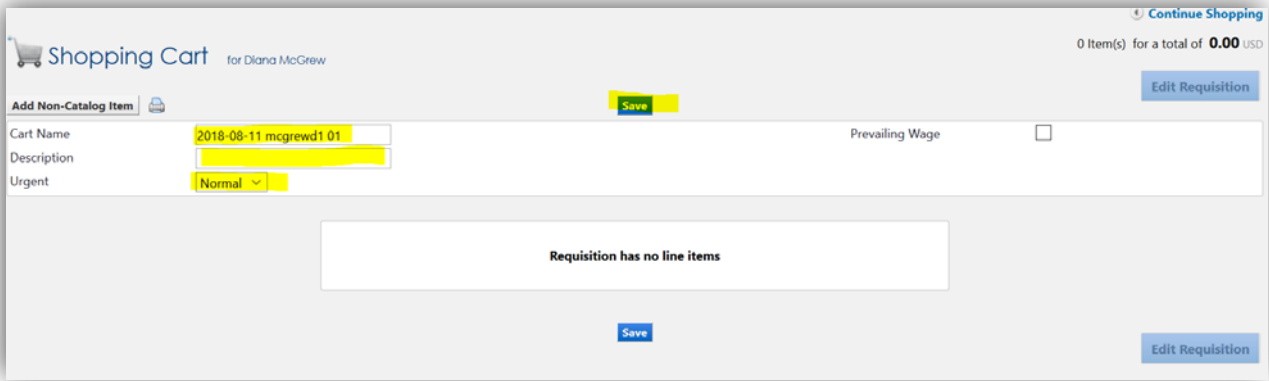 Continue Shopping
Shopping Cart for Diana McGrew
0 Item(s) for a total of 0.00 USD
Edit Requisition
Add Non-Catalog Item
Save
Cart Name 2018-08-11 mcgrewd1 01
Prevailing Wage
Description
Urgent Normal
Requisition has no line items
Save
Edit Requisition